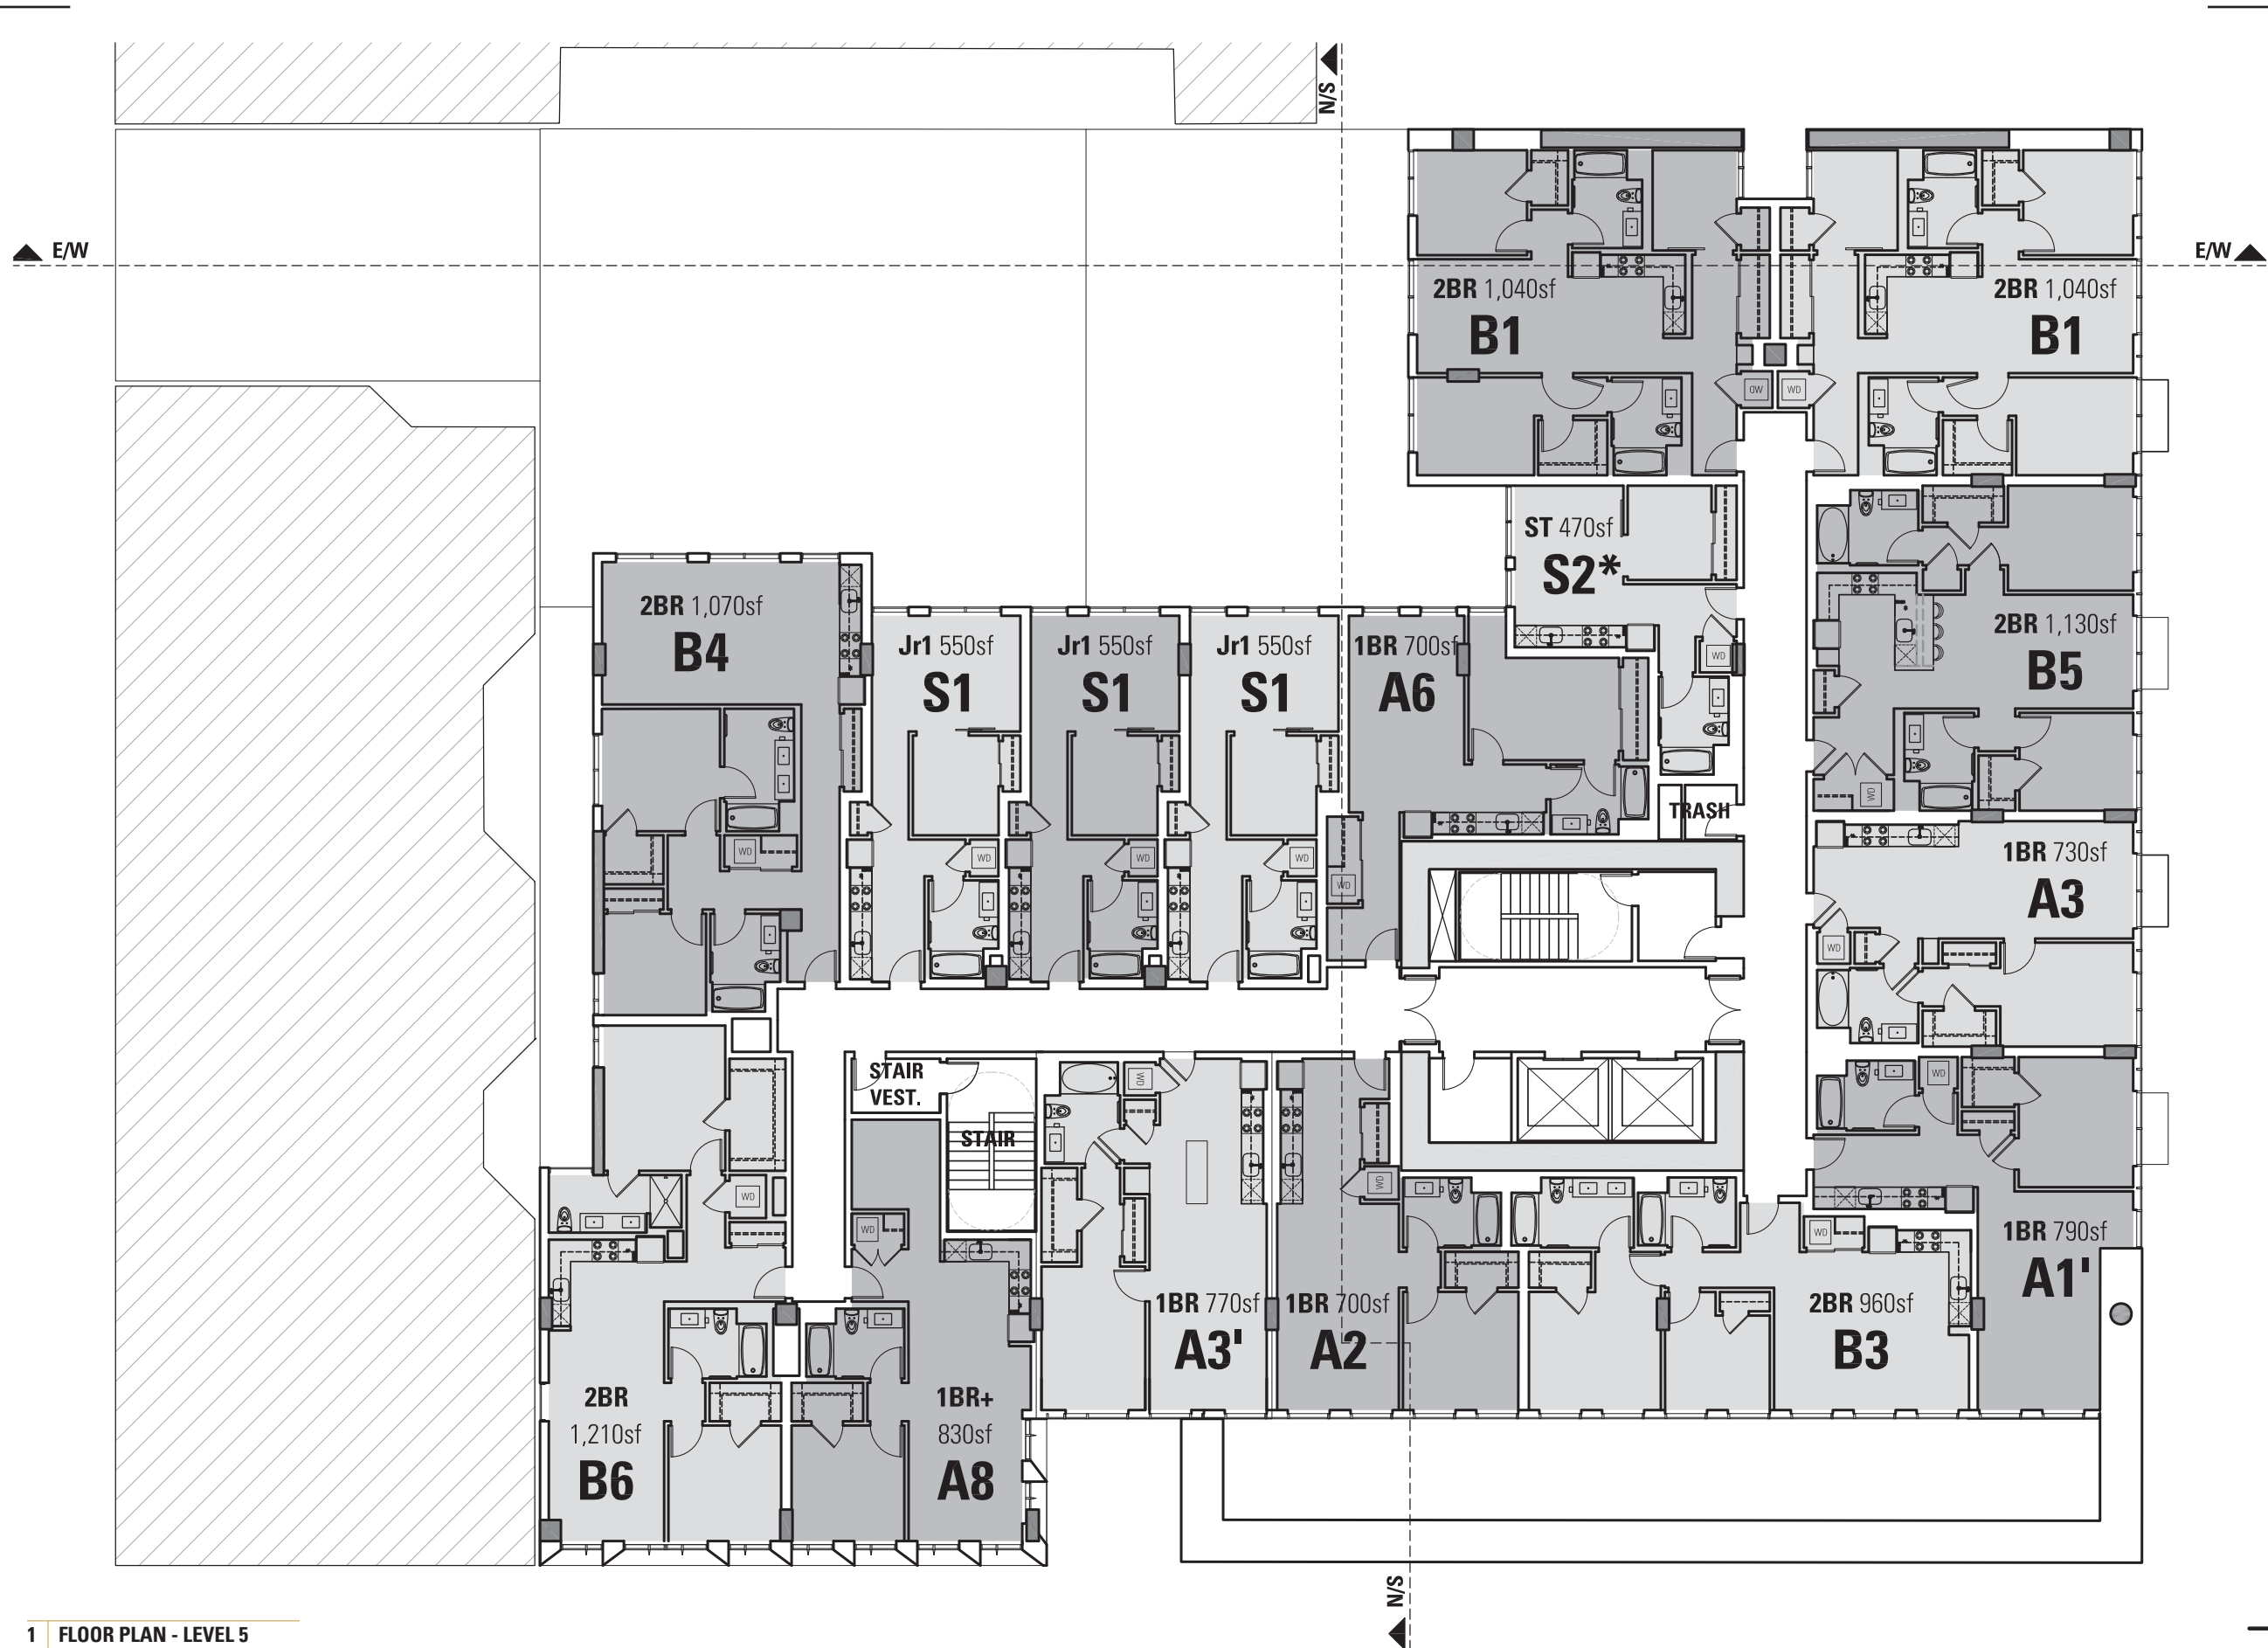 N/S
E/W
E/W
2BR 1,040sf
B1
2BR 1,040sf
B1
WD
WD
ST 470sf
S2*
WD
2BR 1,070sf
B4
Jr1 550sf
S1
Jr1 550sf
S1
Jr1 550sf
S1
1BR 700sf
A6
2BR 1,130sf
B5
WD
TRASH
WD
WD
WD
WD
WD
1BR 730sf
A3
WD
STAIR
VEST.
STAIR
WD
WD
WD
WD
WD
WD
1BR 790sf
A1'
1BR 770sf
A3'
1BR 700sf
A2
2BR 960sf
B3
2BR
1,210sf
B6
1BR+
830sf
A8
N/S
1 FLOOR PLAN - LEVEL 5